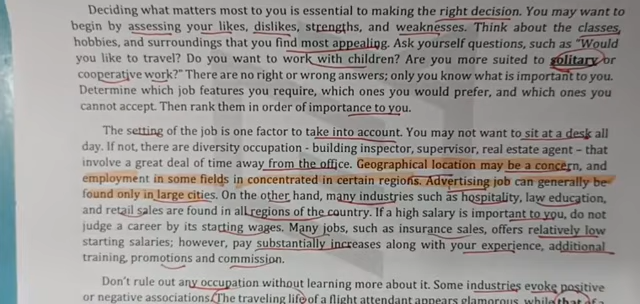 Deciding what matters most to you is essential to making the right decision. You may want to
begin by assessing your likes, dislikes, strengths, and weaknesses. Think about the classes,
hobbies, and surroundings that you find most appealing. Ask yourself questions, such as "Would
you like to travel? Do you want to work with children? Are you more suited to solitary or
cooperative work?" There are no right or wrong answers; only you know what is important to you.
Determine which job features you require, which ones you would prefer, and which ones you
cannot accept. Then rank them in order of importance to you.
The setting of the job is one factor to take into account. You may not want to sit at a desk all
day. If not, there are diversity occupation - building inspector, supervisor, real estate agent – that
involve a great deal of time away from the office. Geographical location may be a concern, and
employment in some fields in concentrated in certain regions. Advertising job can generally be
found only in large cities. On the other hand, many industries such as hospitality, law education,
and retail sales are found in all regions of the country. If a high salary is important to you, do not
judge a career by its starting wages. Many jobs, such as insurance sales, offers relatively low
starting salaries; however, pay substantially increases along with your experience, additional
training, promotions and commission.
Don't rule out any occupation without learning more about it. Some industries evoke positive
or negative associations. The traveling life of a flight attendant appears glamorous, while that of a